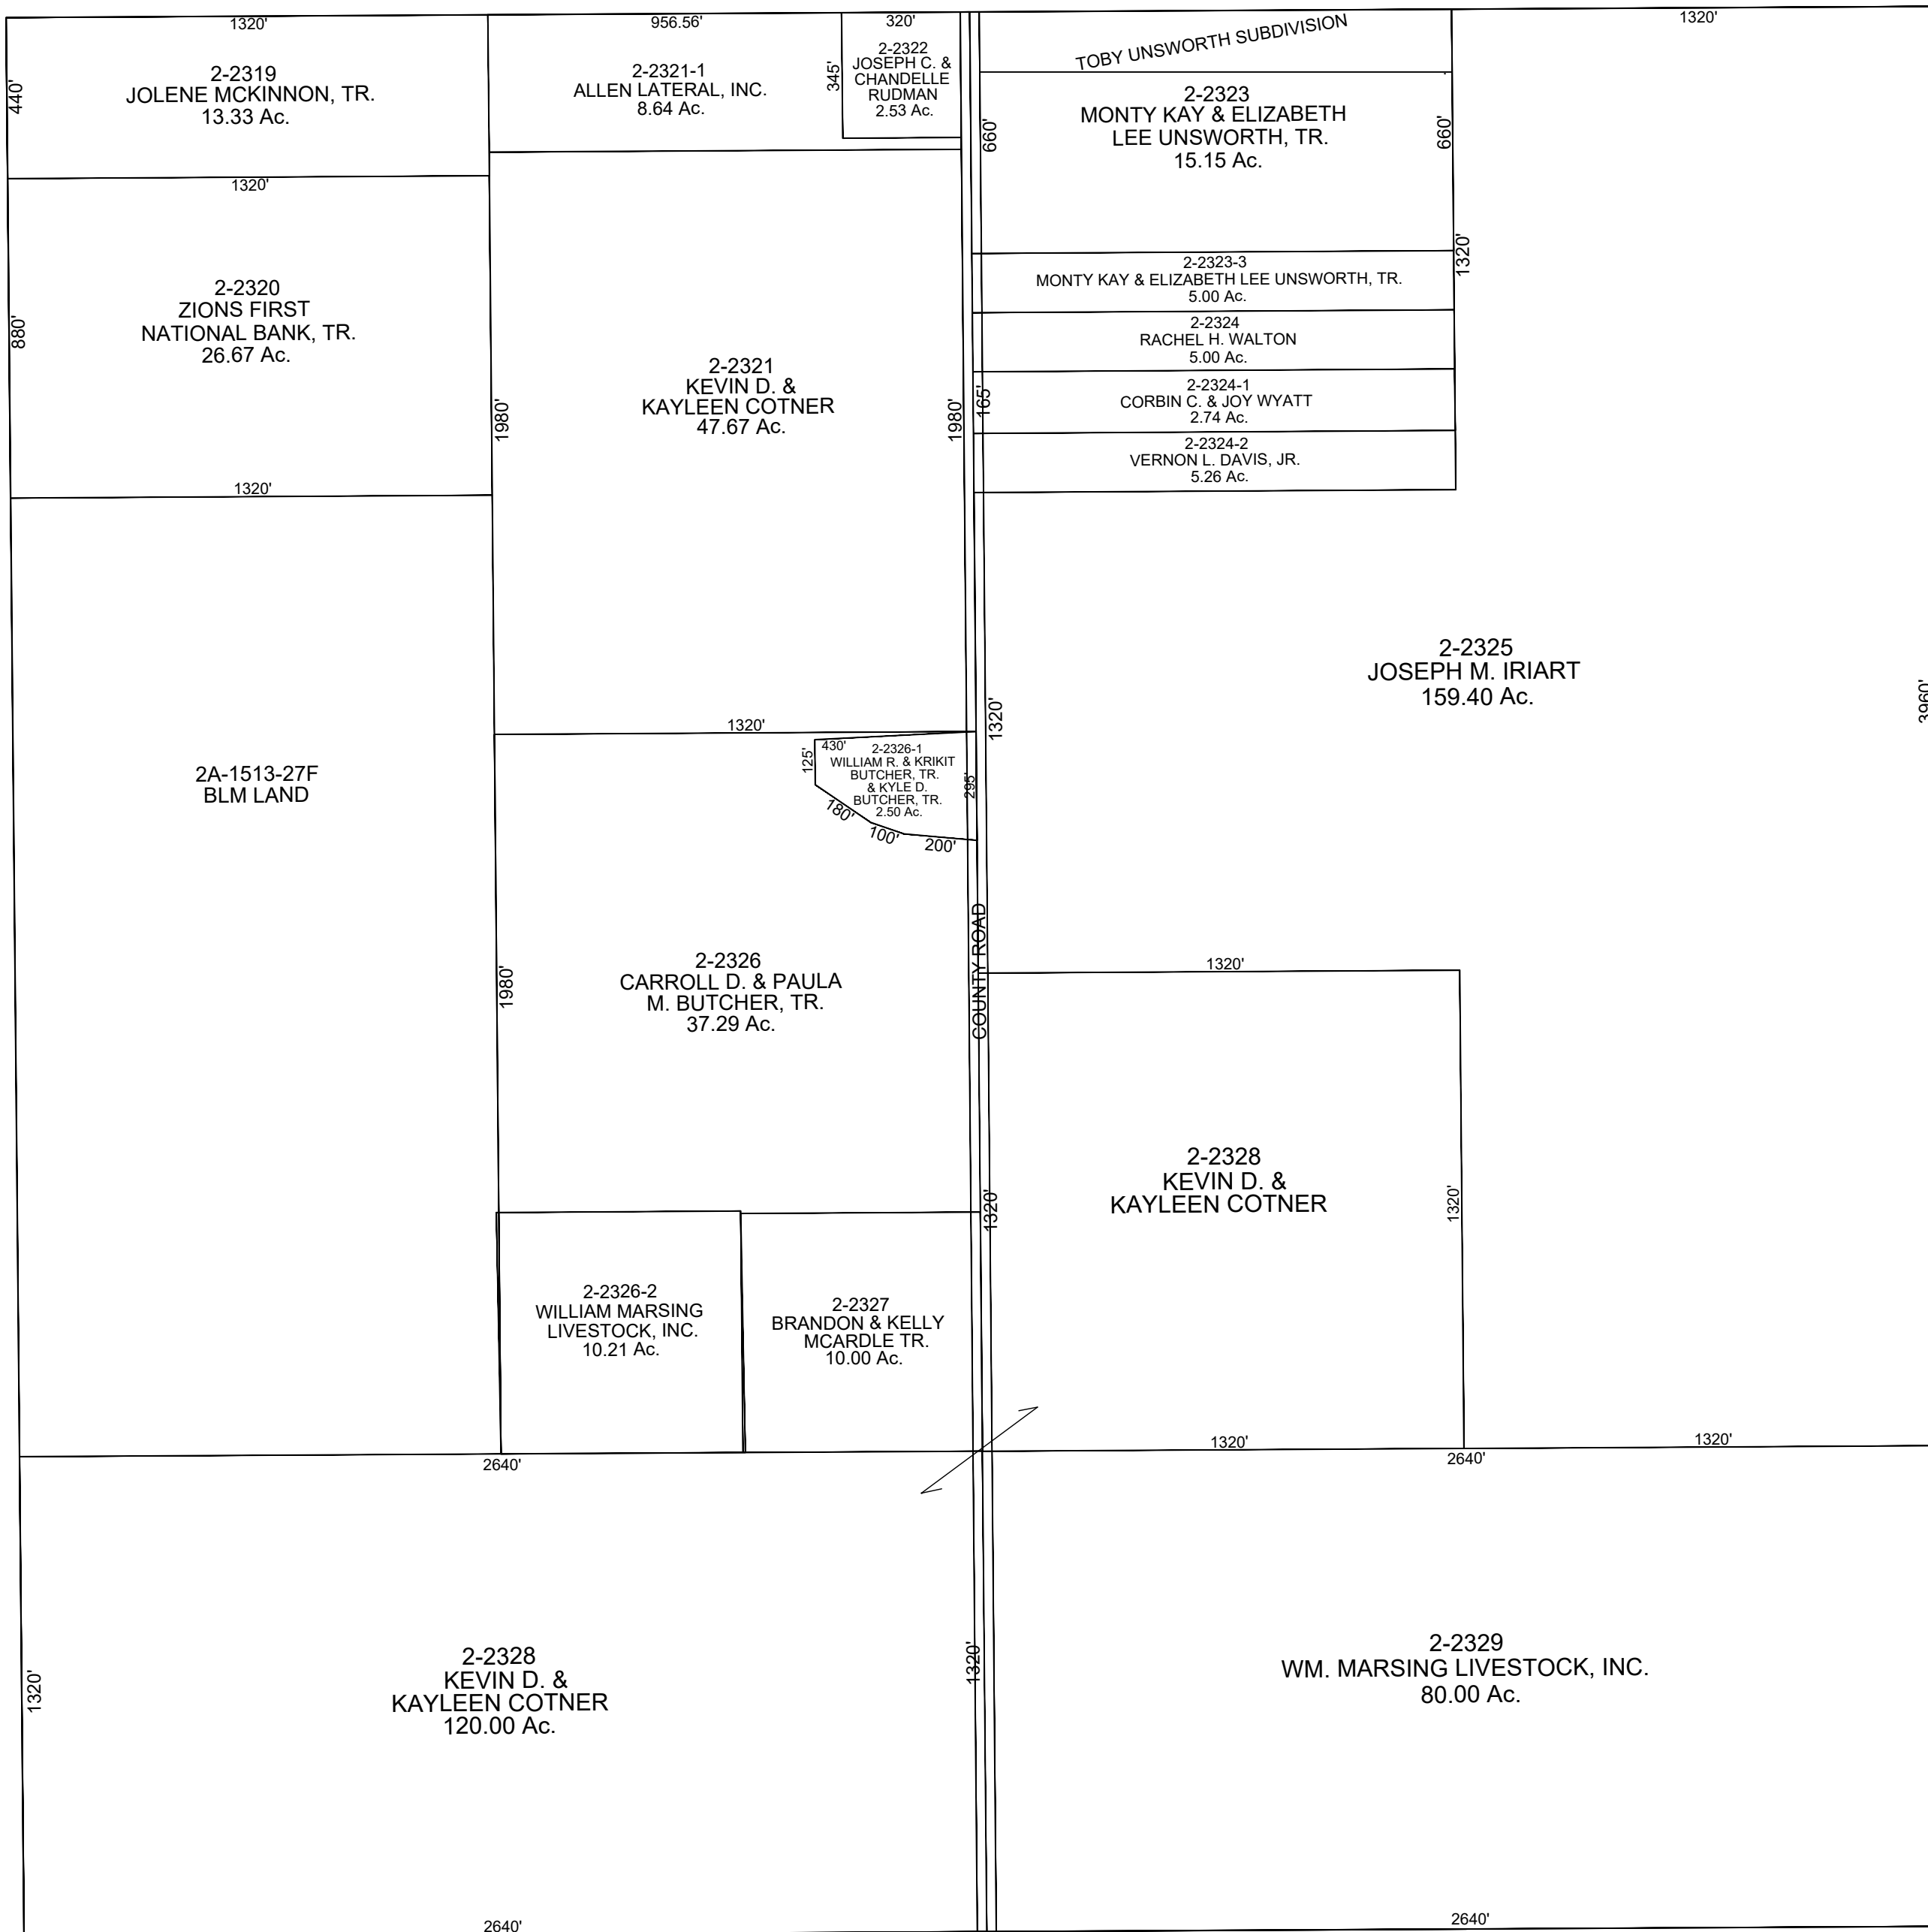 1320'
956.56'
320'
1320'
TOBY UNSWORTH SUBDIVISION
440'
2-2319
JOLENE MCKINNON, TR.
13.33 Ac.
2-2321-1
ALLEN LATERAL, INC.
8.64 Ac.
345'
2-2322
JOSEPH C. &
CHANDELLE
RUDMAN
2.53 Ac.
660'
2-2323
MONTY KAY & ELIZABETH
LEE UNSWORTH, TR.
15.15 Ac.
660'
1320'
1320'
2-2323-3
MONTY KAY & ELIZABETH LEE UNSWORTH, TR.
5.00 Ac.
880'
2-2320
ZIONS FIRST
NATIONAL BANK, TR.
26.67 Ac.
2-2324
RACHEL H. WALTON
5.00 Ac.
1980'
2-2321
KEVIN D. &
KAYLEEN COTNER
47.67 Ac.
1980'
165'
2-2324-1
CORBIN C. & JOY WYATT
2.74 Ac.
2-2324-2
VERNON L. DAVIS, JR.
5.26 Ac.
1320'
2-2325
JOSEPH M. IRIART
159.40 Ac.
3960'
1320'
1320'
2A-1513-27F
BLM LAND
125'
430'
2-2326-1
WILLIAM R. & KRIKIT
BUTCHER, TR.
& KYLE D.
BUTCHER, TR.
2.50 Ac.
295'
180'
100'
200'
COUNTY ROAD
1980'
2-2326
CARROLL D. & PAULA
M. BUTCHER, TR.
37.29 Ac.
1320'
2-2328
KEVIN D. &
KAYLEEN COTNER
1320'
1320'
2-2326-2
WILLIAM MARSING
LIVESTOCK, INC.
10.21 Ac.
2-2327
BRANDON & KELLY
MCARDLE TR.
10.00 Ac.
1320'
1320'
2640'
2640'
1320'
2-2328
KEVIN D. &
KAYLEEN COTNER
120.00 Ac.
1320'
2-2329
WM. MARSING LIVESTOCK, INC.
80.00 Ac.
2640'
2640'